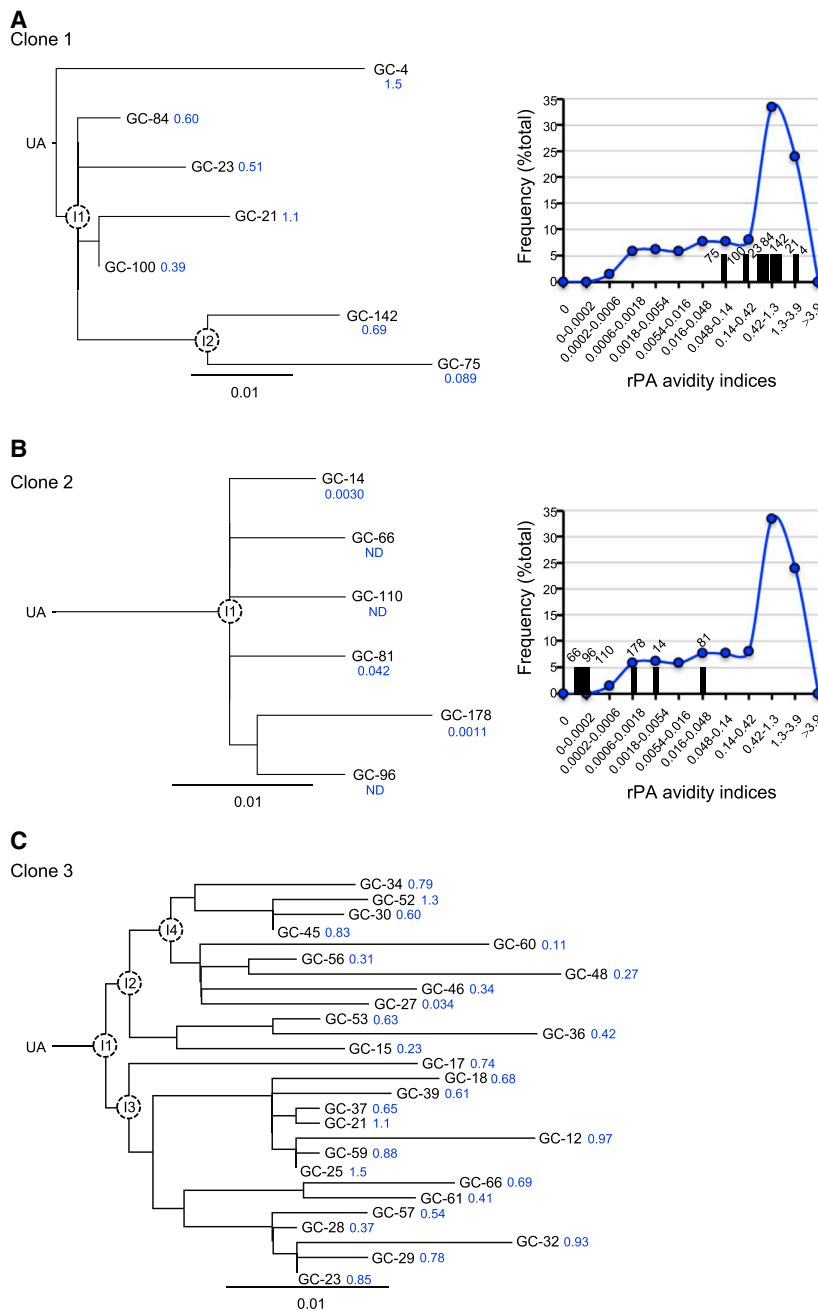 A
Clone 1
GC-4
1.5
GC-84 0.60
UA
GC-23 0.51
I1
GC-21 1.1
GC-100 0.39
GC-142
0.69
I2
GC-75
0.089
0.01
Frequency (%total)
35
30
25
20
15
10
5
0
75
100
23
84
142
21
4
0
0-0.0002
0.0002-0.0006
0.0006-0.0018
0.0018-0.0054
0.0054-0.016
0.016-0.048
0.048-0.14
0.14-0.42
0.42-1.3
1.3-3.9
>3.9
rPA avidity indices
B
Clone 2
GC-14
0.0030
GC-66
ND
GC-110
ND
UA
I1
GC-81
0.042
GC-178
0.0011
GC-96
ND
0.01
Frequency (%total)
35
30
25
20
15
10
5
0
66
96
110
178
14
81
0
0-0.0002
0.0002-0.0006
0.0006-0.0018
0.0018-0.0054
0.0054-0.016
0.016-0.048
0.048-0.14
0.14-0.42
0.42-1.3
1.3-3.9
>3.9
rPA avidity indices
C
Clone 3
GC-34 0.79
GC-52 1.3
GC-30 0.60
I4
GC-45 0.83
GC-60 0.11
GC-56 0.31
GC-48 0.27
I2
GC-46 0.34
GC-27 0.034
GC-53 0.63
GC-36 0.42
UA
I1
GC-15 0.23
GC-17 0.74
GC-18 0.68
GC-39 0.61
I3
GC-37 0.65
GC-21 1.1
GC-12 0.97
GC-59 0.88
GC-25 1.5
GC-66 0.69
GC-61 0.41
GC-57 0.54
GC-28 0.37
GC-32 0.93
GC-29 0.78
GC-23 0.85
0.01